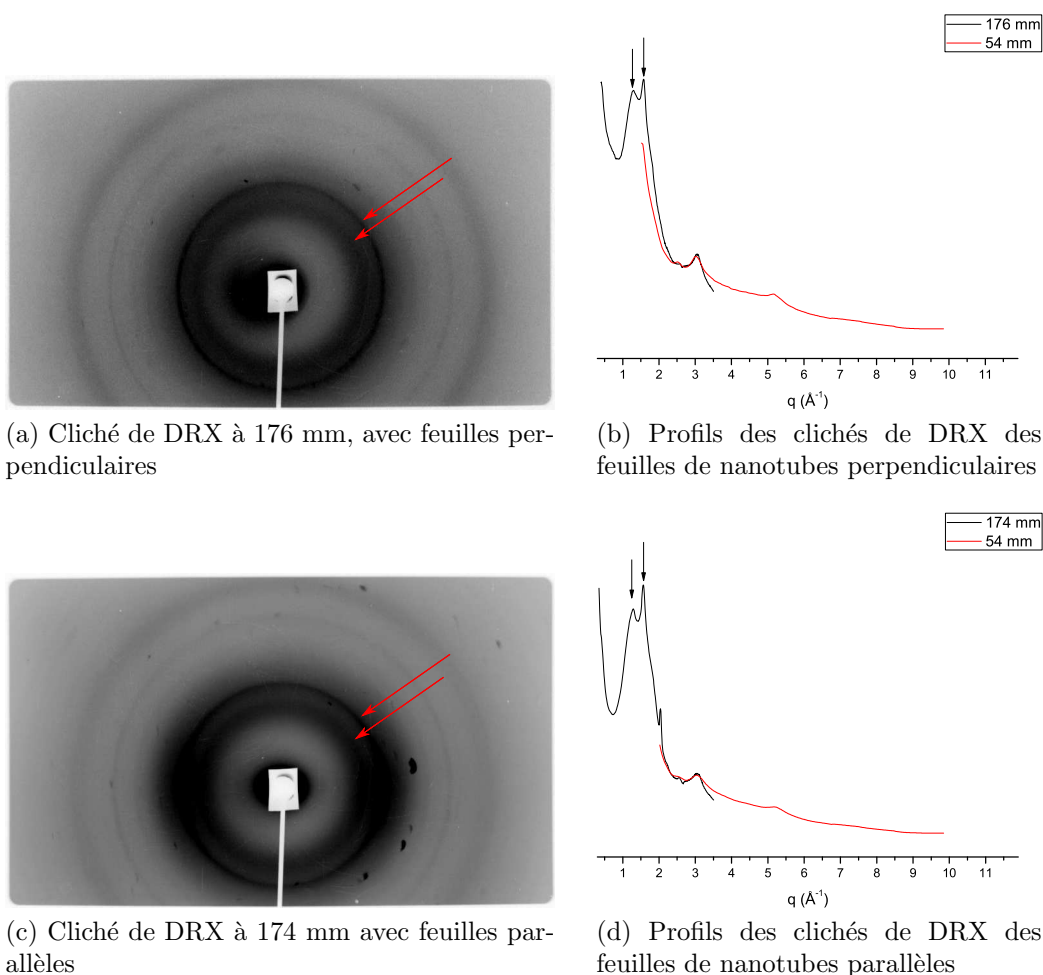 176 mm
54 mm
1 2 3 4 5 6 7 8 9 10 11
q (Å⁻¹)
(a) Cliché de DRX à 176 mm, avec feuilles per-
pendiculaires
(b) Profils des clichés de DRX des
feuilles de nanotubes perpendiculaires
174 mm
54 mm
1 2 3 4 5 6 7 8 9 10 11
q (Å⁻¹)
(c) Cliché de DRX à 174 mm avec feuilles par-
allèles
(d) Profils des clichés de DRX des
feuilles de nanotubes parallèles